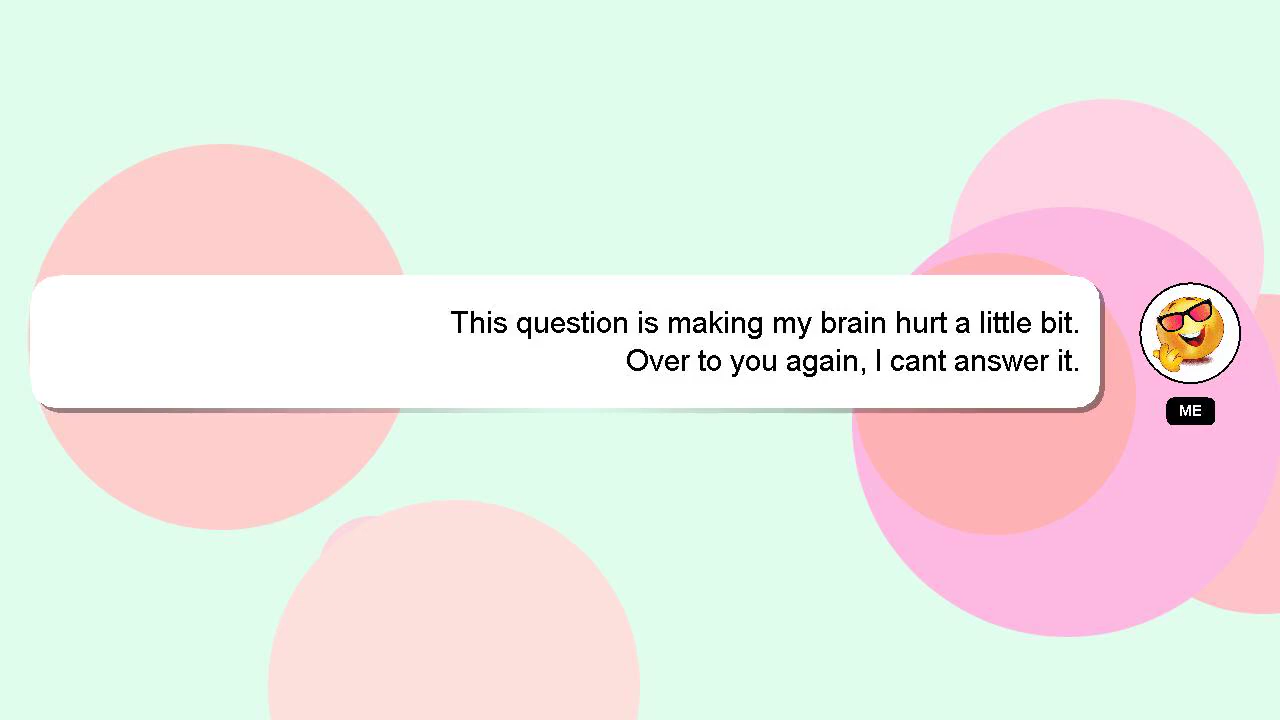 This question is making my brain hurt a little bit.
Over to you again, I cant answer it.
ME